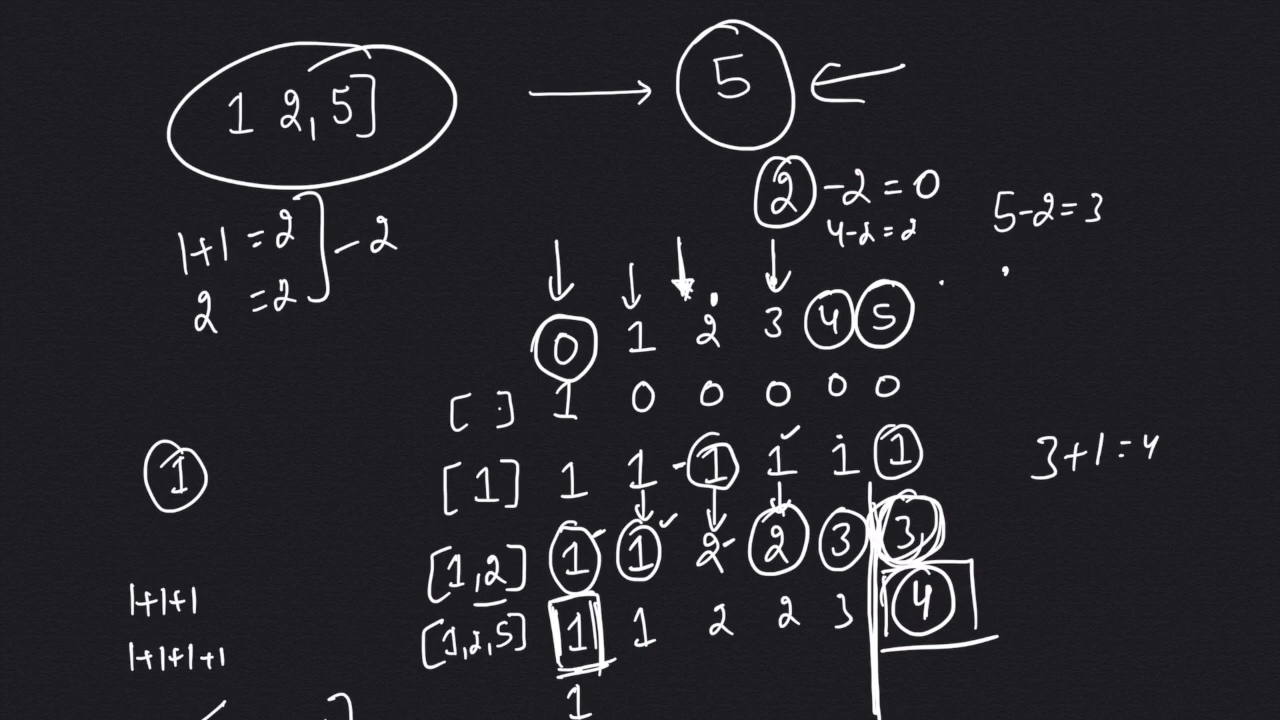 1 2,5] → 5 ←
2 -2=0
4-2=2
5-2=3
1+1 =2
2 =2 ] -2
0 1 2 3 4 5
[ ] 1 0 0 0 0 0
[1] 1 1 1 1 1 1
3+1=4
1
[1,2] 1 1 2 2 3 3
[1,2,5] 1 1 2 2 3 4
1+1+1
1+1+1+1
1